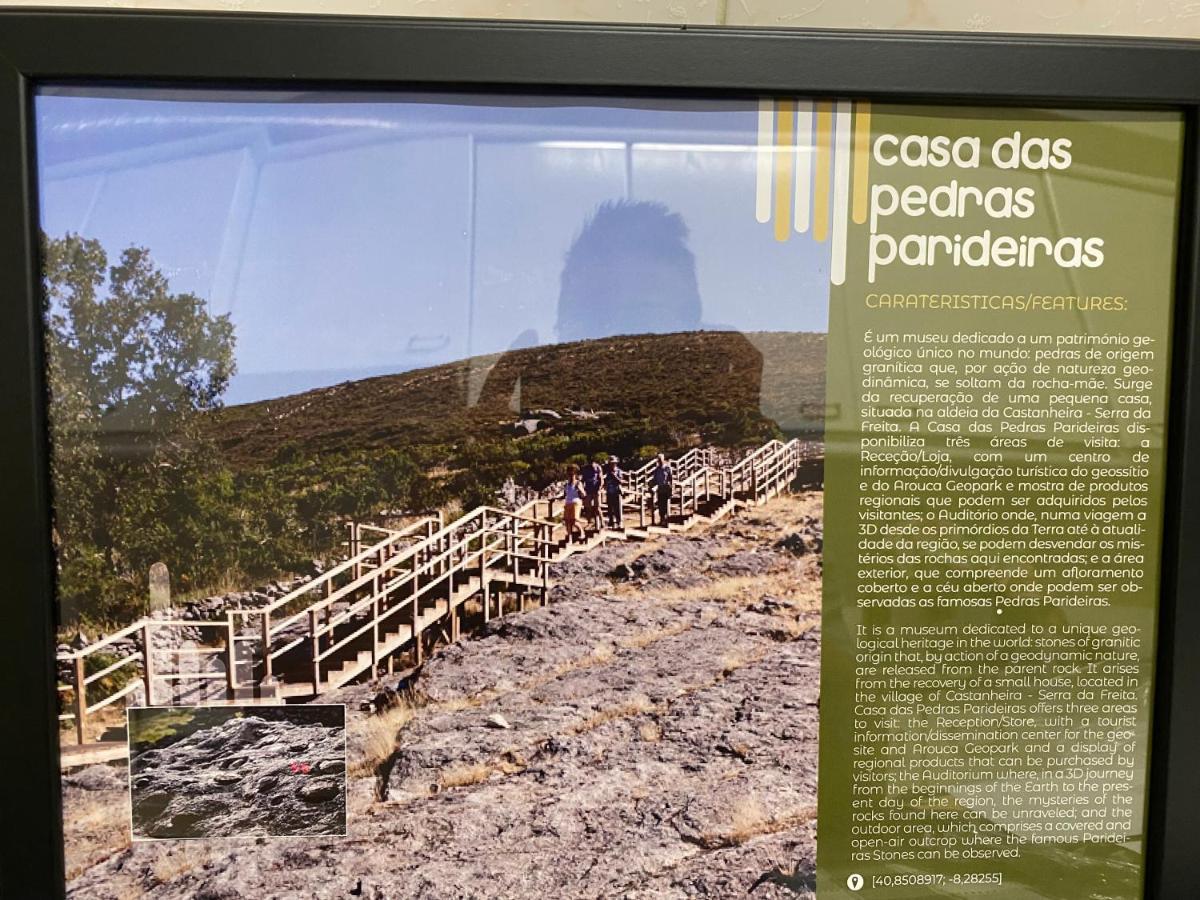 casa das
pedras
parideiras
CARATERISTICAS/FEATURES:
É um museu dedicado a um património ge-
ológico único no mundo: pedras de origem
granítica que, por ação de natureza geo-
dinâmica, se soltam da rocha-mãe. Surge
da recuperação de uma pequena casa,
situada na aldeia da Castanheira - Serra da
Freita. A Casa das Pedras Parideiras dis-
ponibiliza três áreas de visita: a
Receção/Loja, com um centro de
informação/divulgação turística do geossítio
e do Arouca Geopark e mostra de produtos
regionais que podem ser adquiridos pelos
visitantes; o Auditório onde, numa viagem a
3D desde os primórdios da Terra até à atuali-
dade da região, se podem desvendar os mis-
térios das rochas aqui encontradas; e a área
exterior, que compreende um afloramento
coberto e a céu aberto onde podem ser ob-
servadas as famosas Pedras Parideiras.
It is a museum dedicated to a unique geo-
logical heritage in the world: stones of granitic
origin that, by action of a geodynamic nature,
are released from the parent rock. It arises
from the recovery of a small house, located in
the village of Castanheira - Serra da Freita.
Casa das Pedras Parideiras offers three areas
to visit: the Reception/Store, with a tourist
information/dissemination center for the geo-
site and Arouca Geopark and a display of
regional products that can be purchased by
visitors; the Auditorium where, in a 3D journey
from the beginnings of the Earth to the pres-
ent day of the region, the mysteries of the
rocks found here can be unraveled; and the
outdoor area, which comprises a covered and
open-air outcrop where the famous Paridei-
ras Stones can be observed.
[40,8508917; -8,28255]